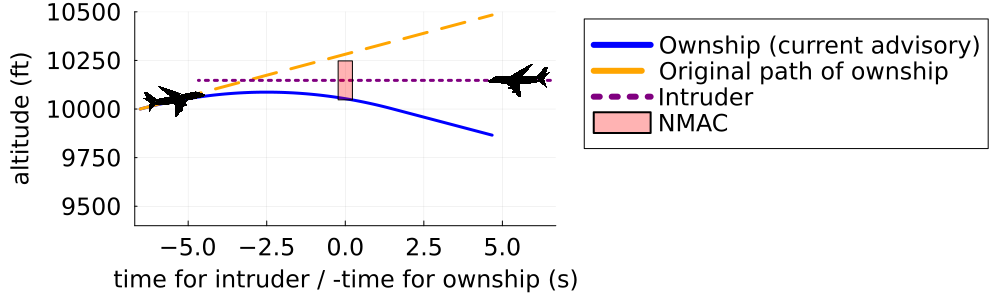 10500
10250
10000
9750
9500
altitude (ft)
−5.0 −2.5 0.0 2.5 5.0
time for intruder / -time for ownship (s)
Ownship (current advisory)
Original path of ownship
Intruder
NMAC